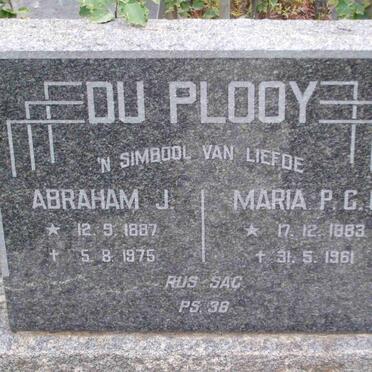 DU PLOOY
'N SIMBOOL VAN LIEFDE
ABRAHAM J.
★ 12.9.1887
✝ 5.8.1975
MARIA P.C.
★ 17.12.1883
✝ 31.5.1961
RUS SAG
PS. 38